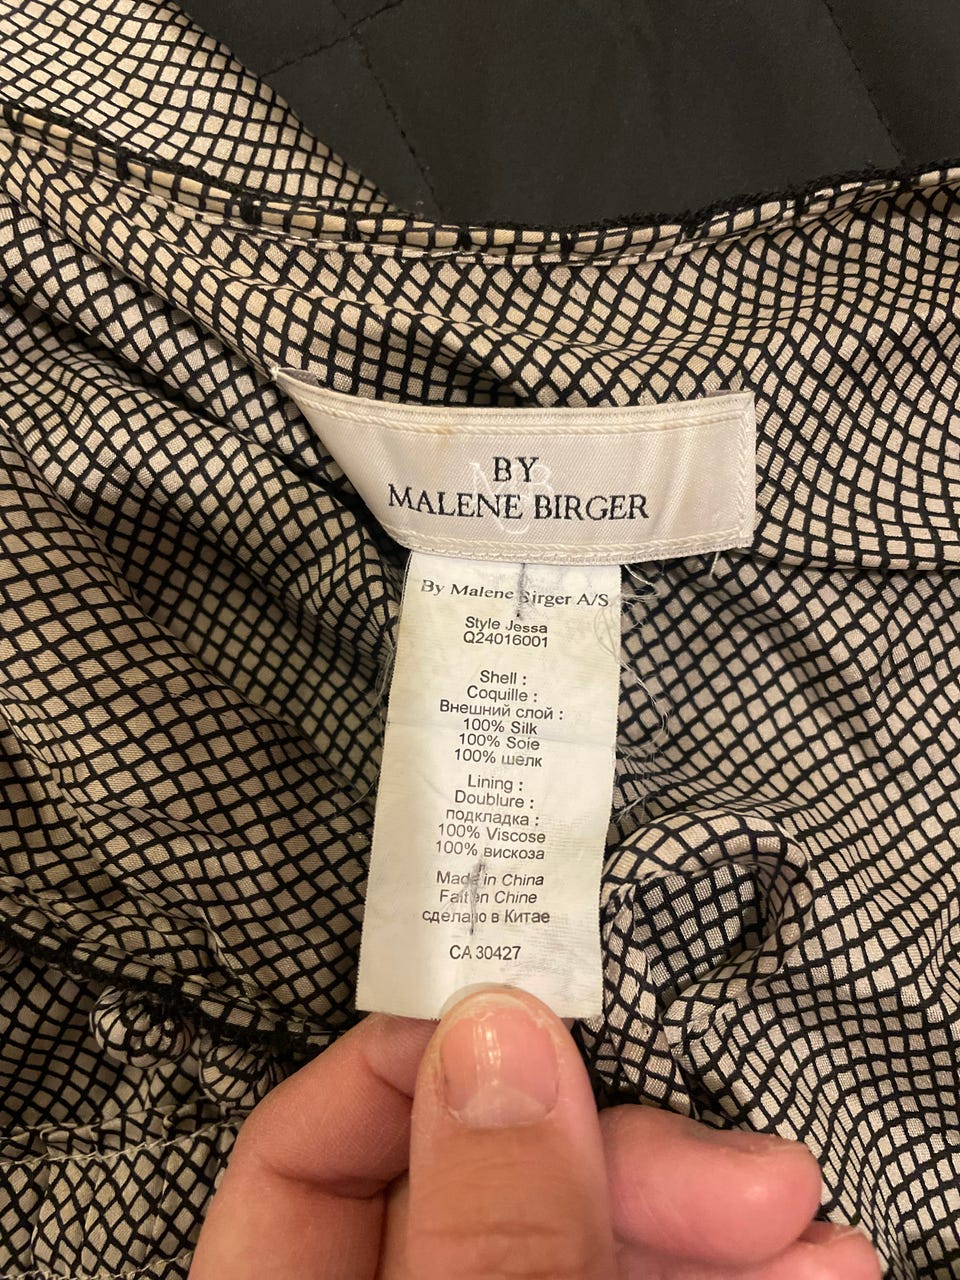 BY
MALENE BIRGER
By Malene Birger A/S
Style Jessa
Q24016001
Shell :
Coquille :
Внешний слой :
100% Silk
100% Soie
100% шелк
Lining :
Doublure :
подкладка :
100% Viscose
100% вискоза
Made in China
Fait en Chine
сделано в Китае
CA 30427